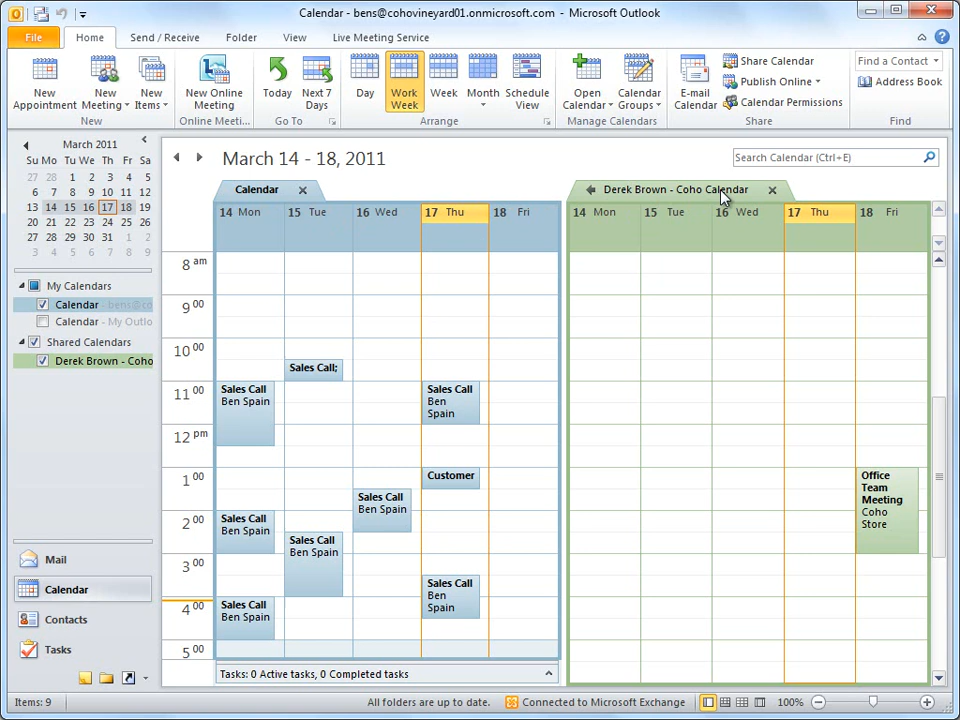 Calendar - bens@cohovineyard01.onmicrosoft.com - Microsoft Outlook
File Home Send / Receive Folder View Live Meeting Service
New Appointment
New Meeting
New Items
New
New Online Meeting
Online Meeti...
Today
Next 7 Days
Go To
Day
Work Week
Week
Month
Schedule View
Arrange
Open Calendar
Calendar Groups
Manage Calendars
E-mail Calendar
Share Calendar
Publish Online
Calendar Permissions
Share
Find a Contact
Address Book
Find
March 2011
Su Mo Tu We Th Fr Sa
27 28 1 2 3 4 5
6 7 8 9 10 11 12
13 14 15 16 17 18 19
20 21 22 23 24 25 26
27 28 29 30 31 1 2
3 4 5 6 7 8 9
My Calendars
Calendar - bens@co
Calendar - My Outlo
Shared Calendars
Derek Brown - Coho
Mail
Calendar
Contacts
Tasks
March 14 - 18, 2011
Search Calendar (Ctrl+E)
Calendar
Derek Brown - Coho Calendar
14 Mon 15 Tue 16 Wed 17 Thu 18 Fri
14 Mon 15 Tue 16 Wed 17 Thu 18 Fri
8 am
9 00
10 00
11 00
12 pm
1 00
2 00
3 00
4 00
5 00
Sales Call
Ben Spain
Sales Call
Ben Spain
Sales Call
Ben Spain
Sales Call;
Sales Call
Ben Spain
Sales Call
Ben Spain
Sales Call
Ben
Spain
Customer
Sales Call
Ben
Spain
Office
Team
Meeting
Coho
Store
Tasks: 0 Active tasks, 0 Completed tasks
Items: 9
All folders are up to date.
Connected to Microsoft Exchange
100%